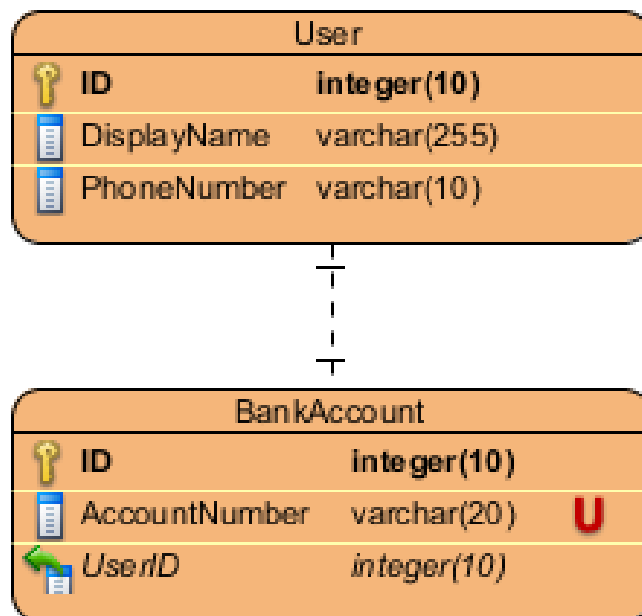 User
ID integer(10)
DisplayName varchar(255)
PhoneNumber varchar(10)
BankAccount
ID integer(10)
AccountNumber varchar(20) U
UserID integer(10)